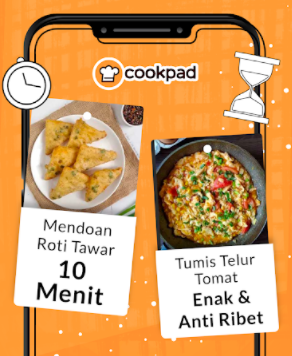 cookpad
Mendoan
Roti Tawar
10
Menit
Tumis Telur
Tomat
Enak &
Anti Ribet